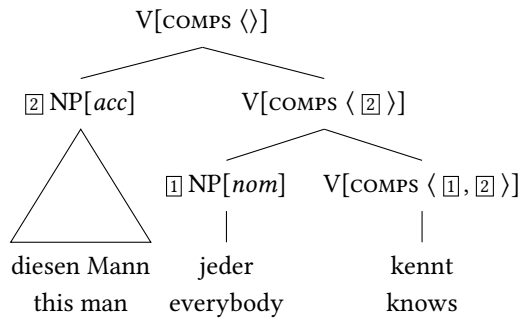 V[COMPS ⟨⟩]
2 NP[acc] V[COMPS ⟨ 2 ⟩]
1 NP[nom] V[COMPS ⟨ 1 , 2 ⟩]
diesen Mann jeder kennt
this man everybody knows